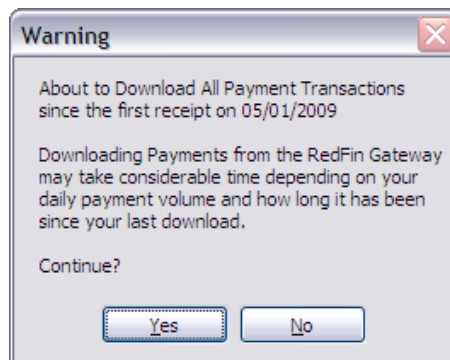 Warning
About to Download All Payment Transactions
since the first receipt on 05/01/2009
Downloading Payments from the RedFin Gateway
may take considerable time depending on your
daily payment volume and how long it has been
since your last download.
Continue?
Yes
No